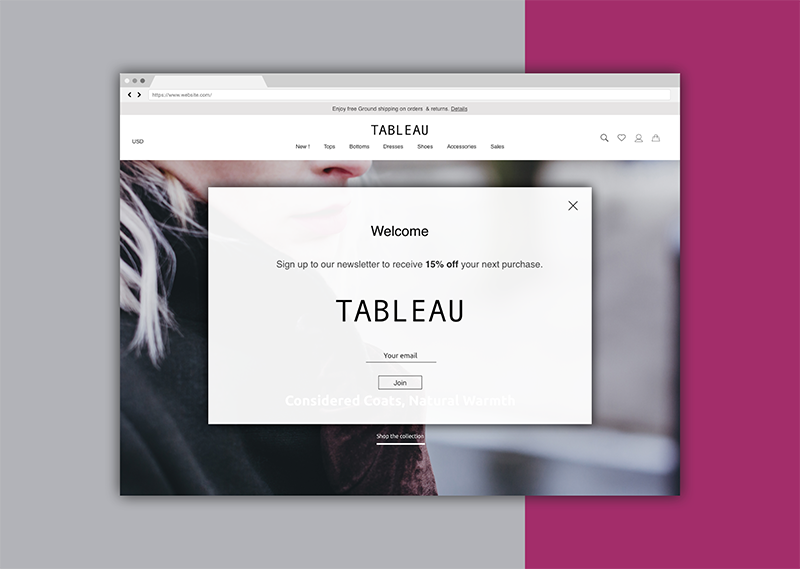 https://www.website.com/
Enjoy free Ground shipping on orders & returns. Details
TABLEAU
USD
New ! Tops Bottoms Dresses Shoes Accessories Sales
Welcome
Sign up to our newsletter to receive 15% off your next purchase.
TABLEAU
Your email
Join
Considered Coats, Natural Warmth
Shop the collection